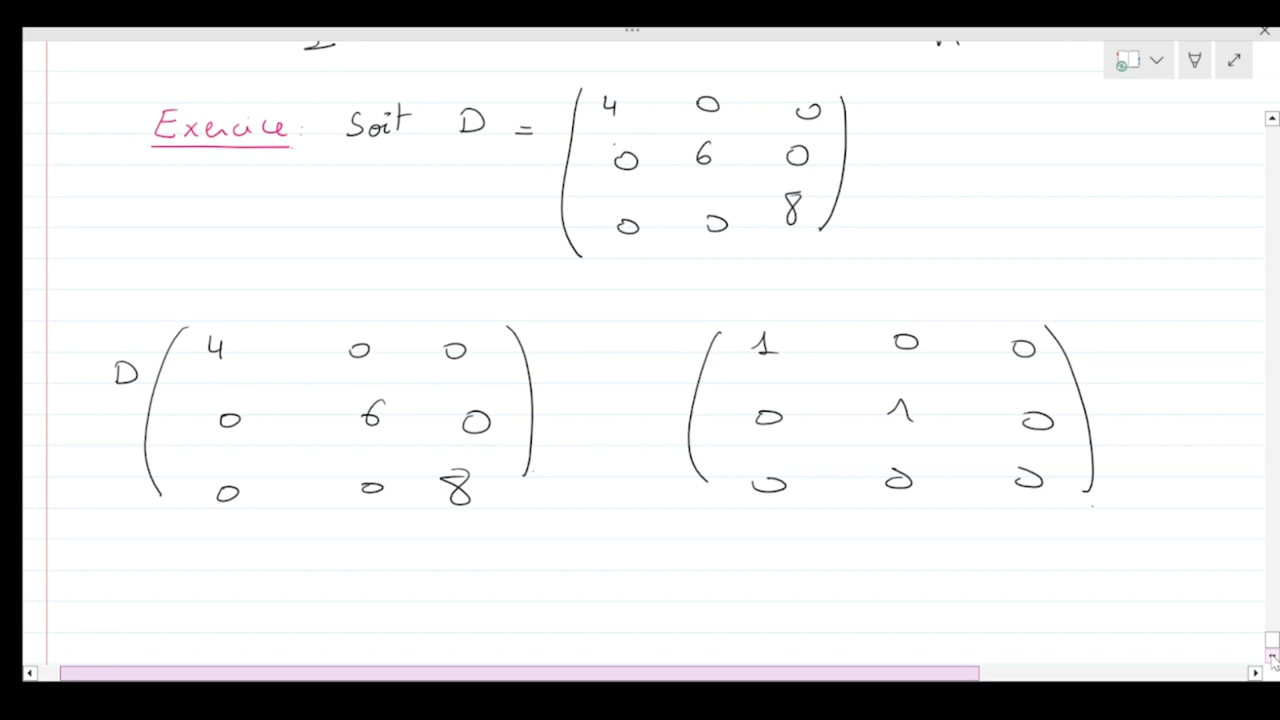 Exercice: Soit D = ( 4 0 0
0 6 0
0 0 8 )
D ( 4 0 0 ( 1 0 0
0 6 0 0 1 0
0 0 8 ) 0 0 0 )